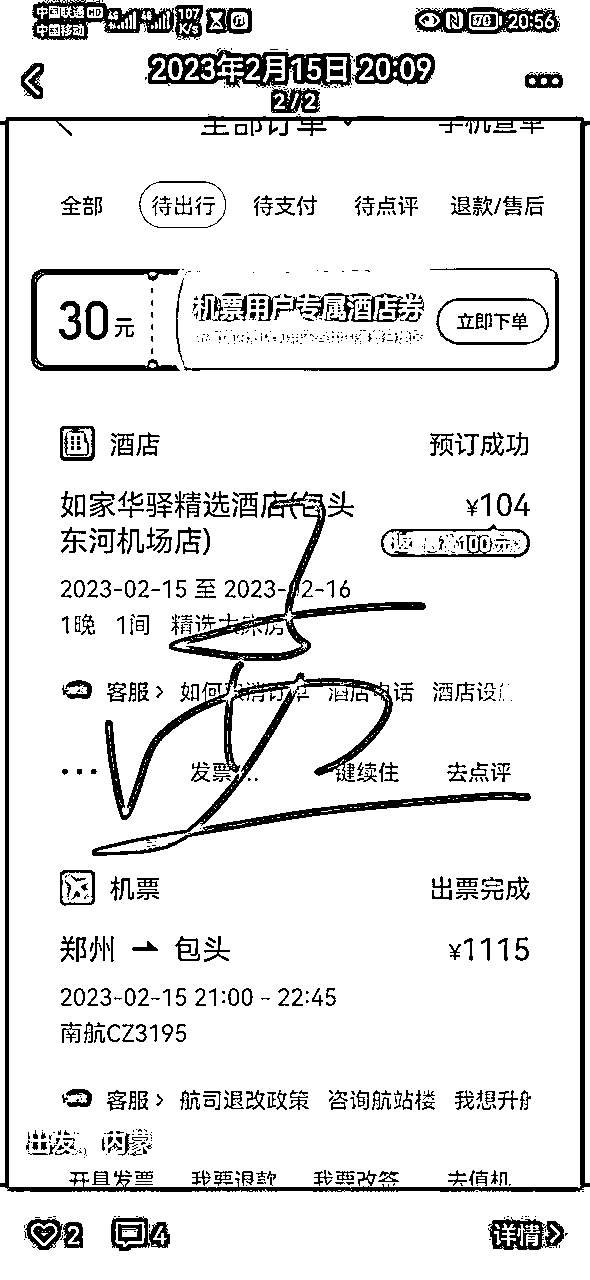 中国联通 HD 4G 4G 107 K/s 70 20:56
中国移动
2023年2月15日 20:09
2/2
全部订单
手机查单
全部 待出行 待支付 待点评 退款/售后
30元 机票用户专属酒店券 立即下单
酒店 预订成功
如家华驿精选酒店(包头 ¥104
东河机场店)
2023-02-15 至 2023-02-16
1晚 1间 精选大床房
客服> 如何取消订单 酒店电话 酒店设
... 发票 键续住 去点评
机票 出票完成
郑州 → 包头 ¥1115
2023-02-15 21:00 - 22:45
南航CZ3195
客服> 航司退改政策 咨询航站楼 我想升舱
出发。内蒙
开具发票 我要退款 我要改签 去值机
2 4 详情>